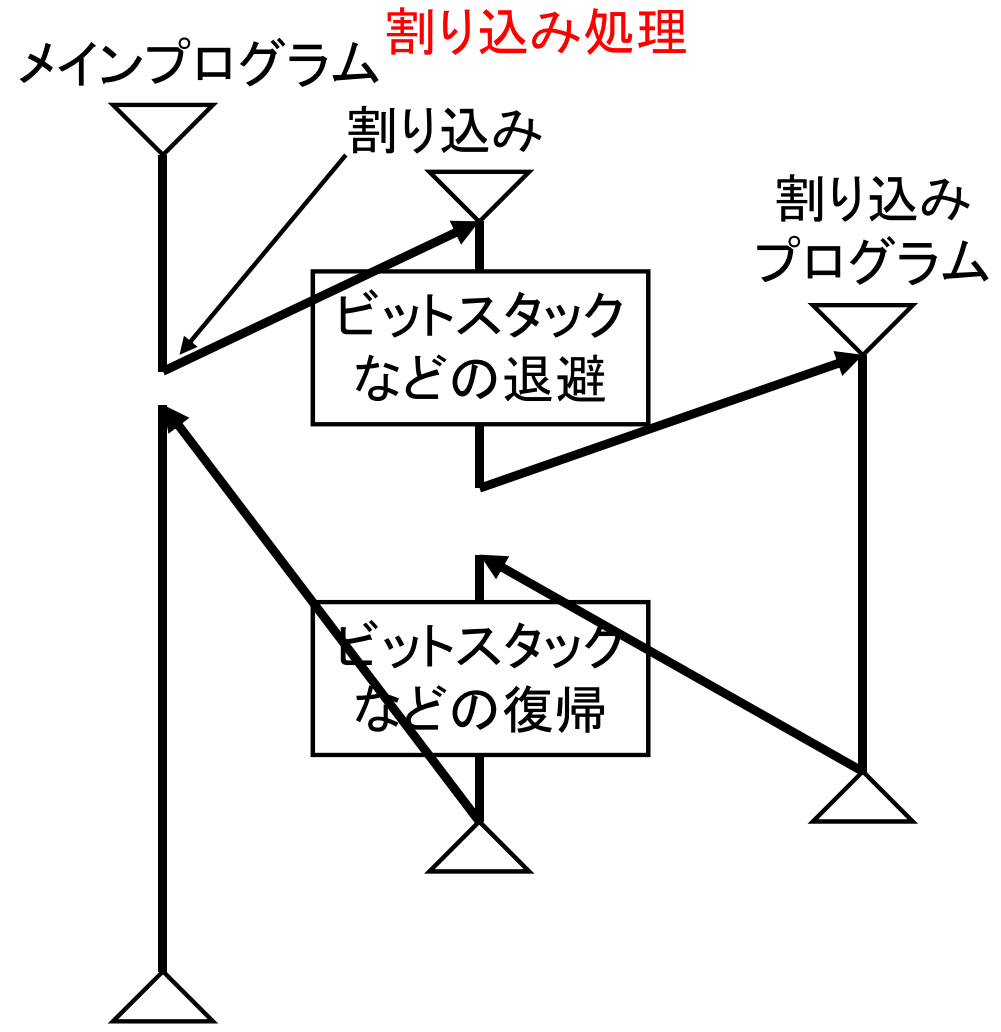 割り込み処理
メインプログラム
割り込み
割り込み
プログラム
ビットスタック
などの退避
ビットスタック
などの復帰